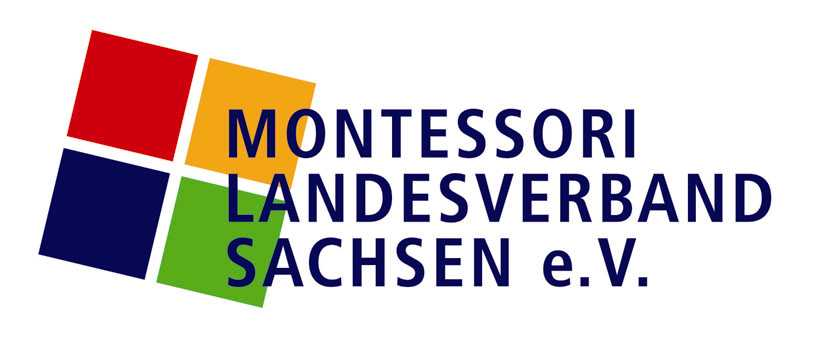 MONTESSORI
LANDESVERBAND
SACHSEN e.V.